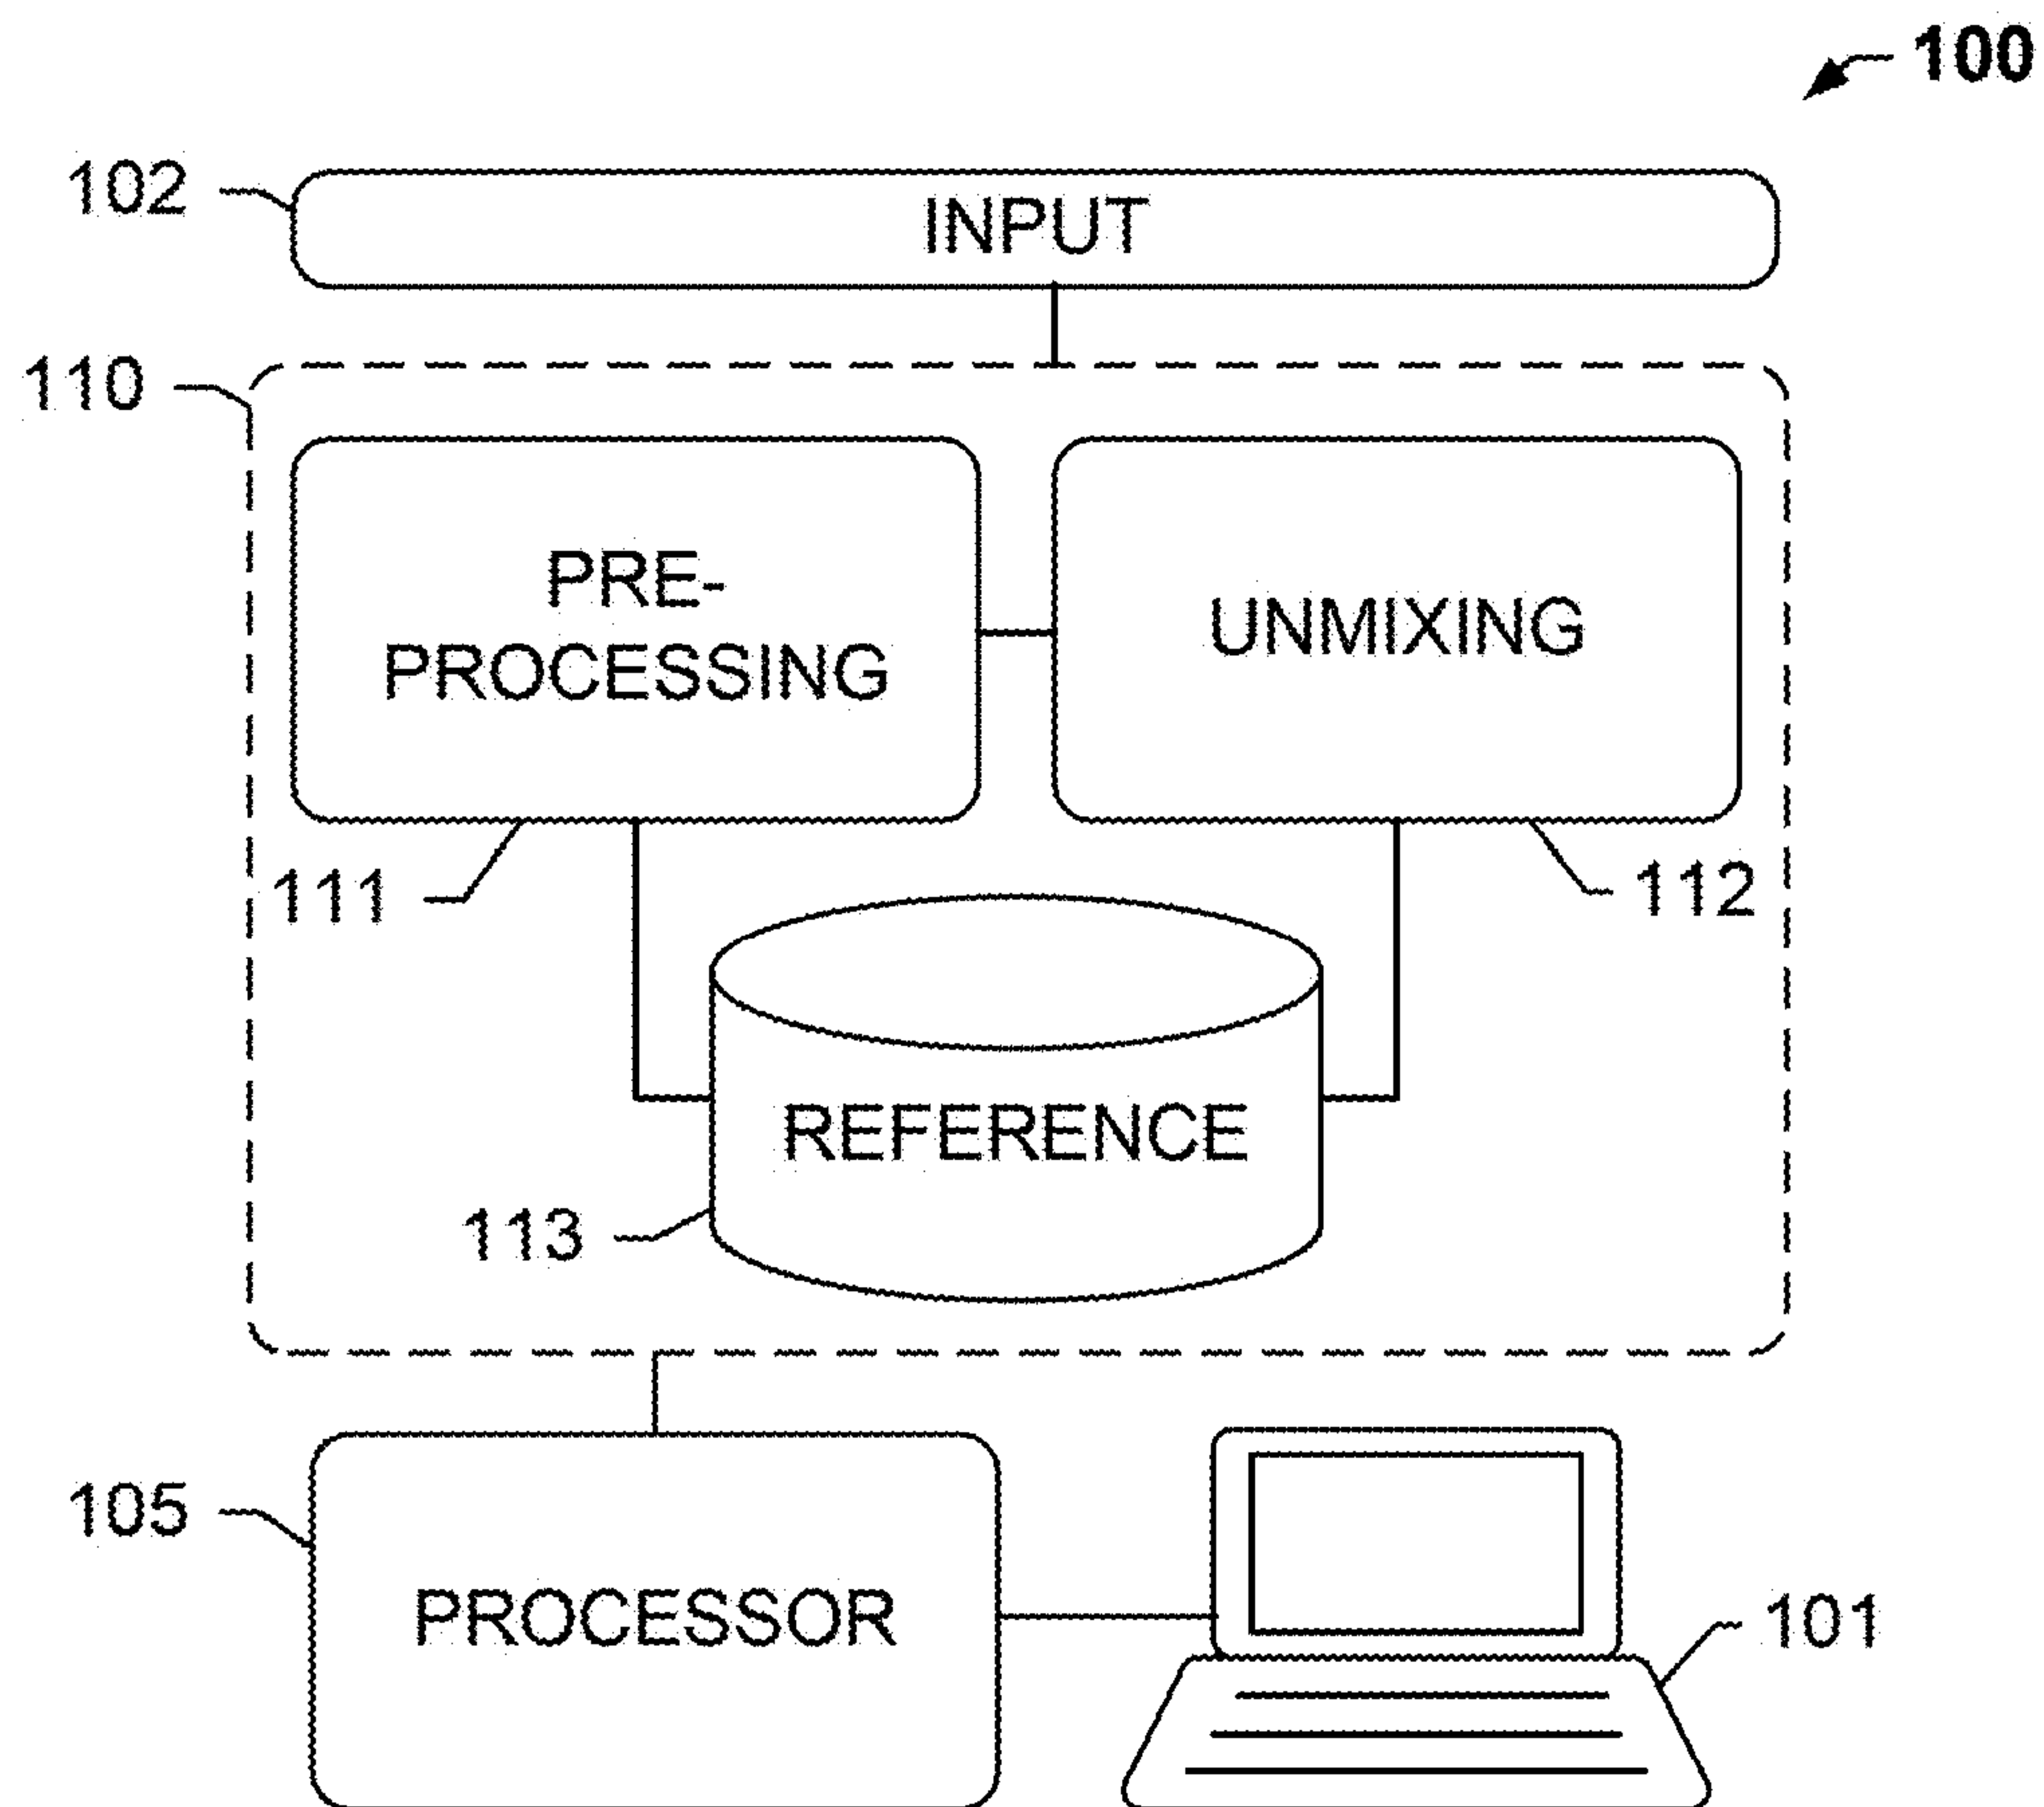 100
102
INPUT
110
PRE-
PROCESSING
UNMIXING
111
112
REFERENCE
113
105
PROCESSOR
101